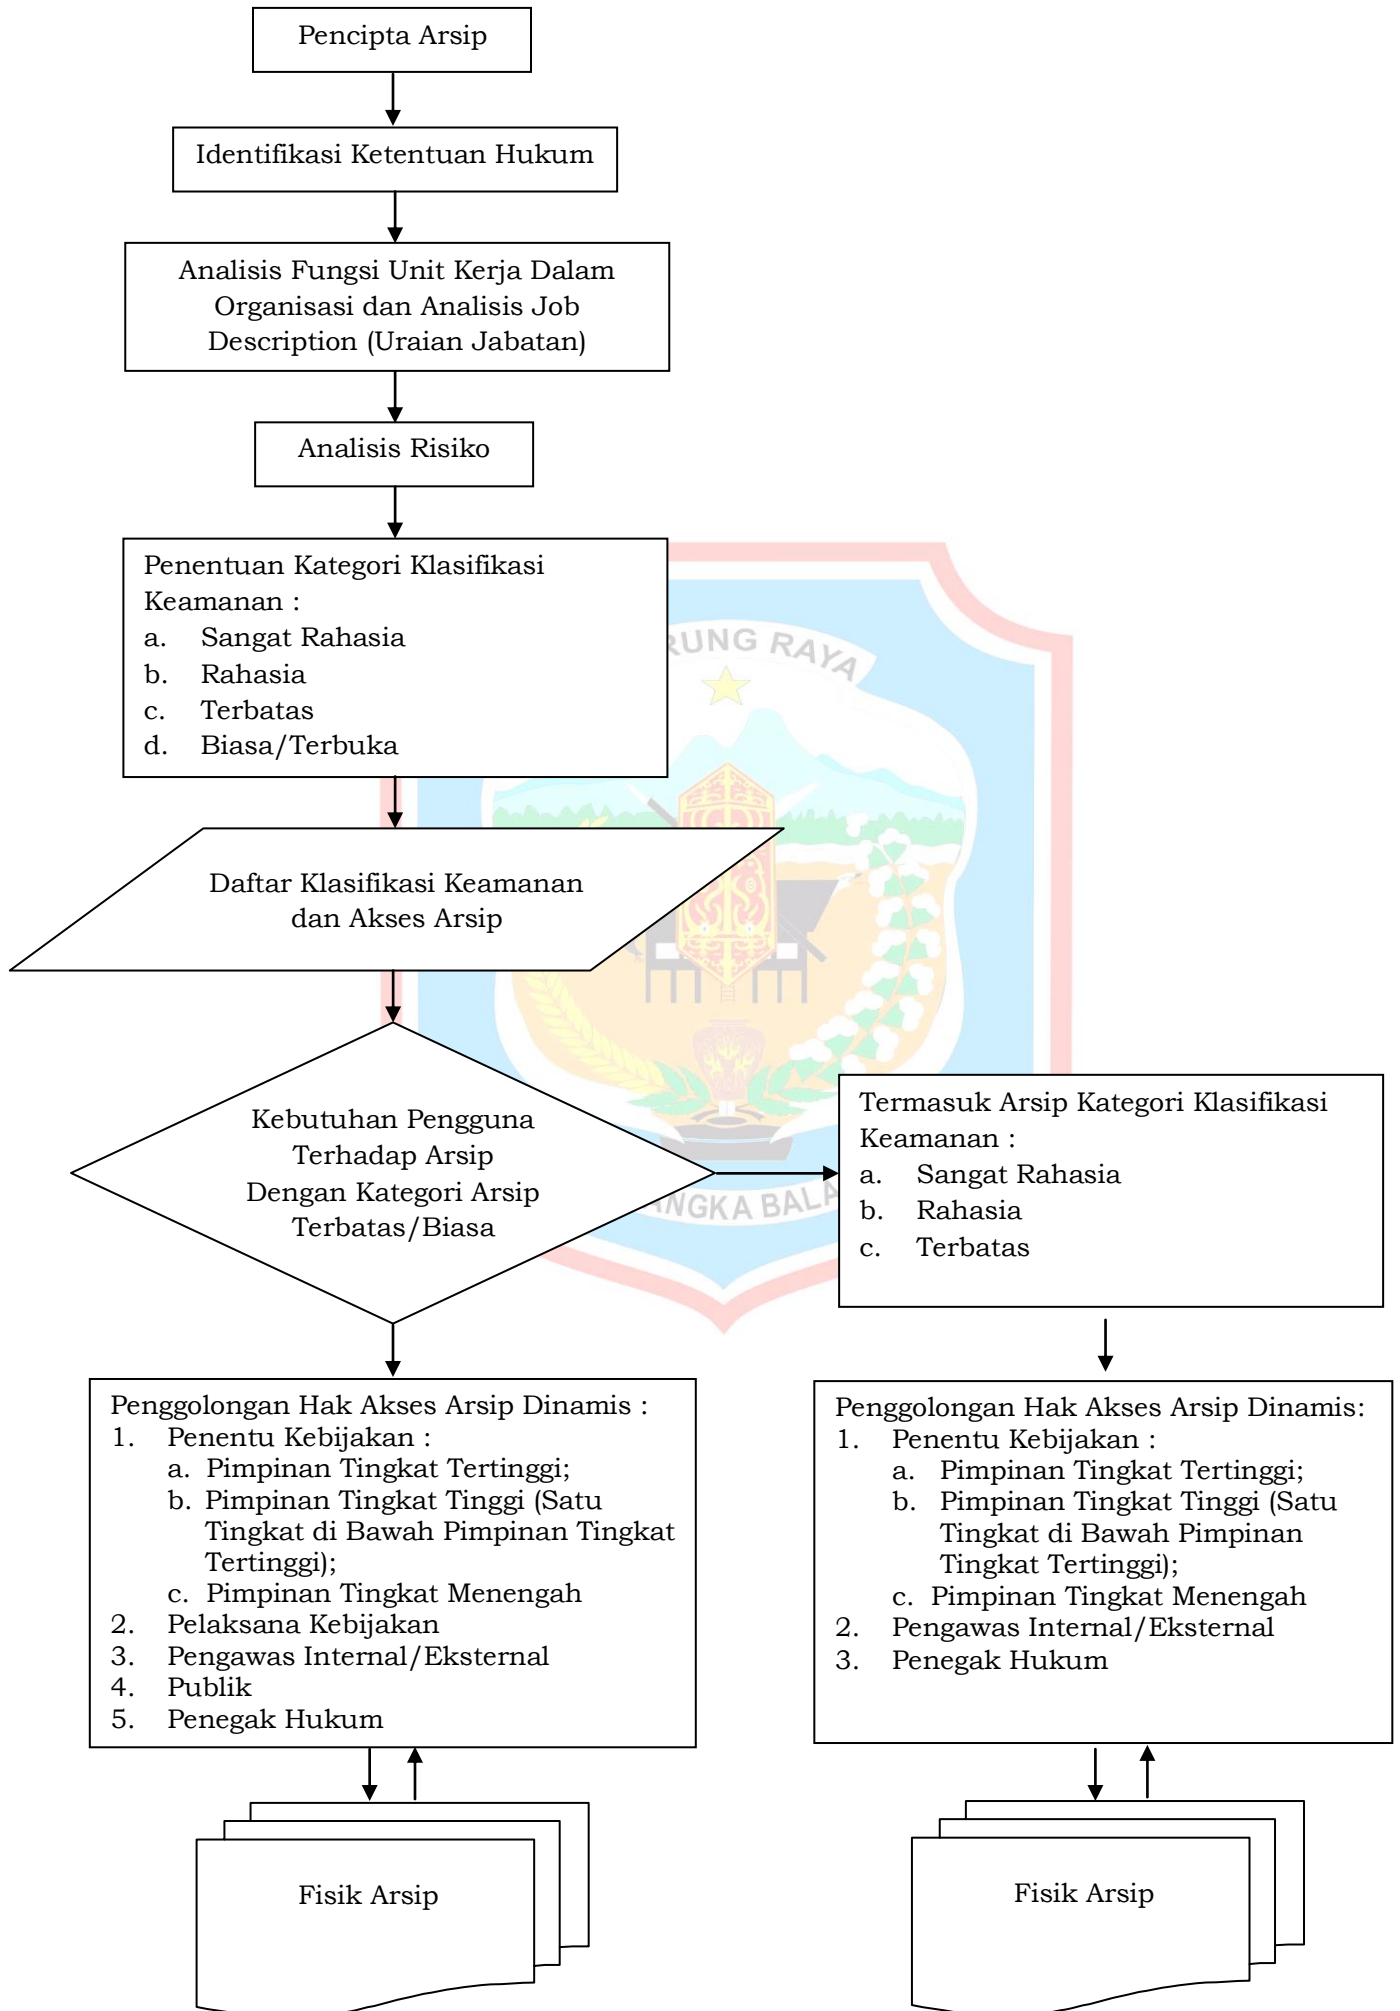 Pencipta Arsip
Identifikasi Ketentuan Hukum
Analisis Fungsi Unit Kerja Dalam
Organisasi dan Analisis Job
Description (Uraian Jabatan)
Analisis Risiko
Penentuan Kategori Klasifikasi
Keamanan :
a. Sangat Rahasia
b. Rahasia
c. Terbatas
d. Biasa/Terbuka
RUNG RAYA
Daftar Klasifikasi Keamanan
dan Akses Arsip
Kebutuhan Pengguna
Terhadap Arsip
Dengan Kategori Arsip
Terbatas/Biasa
Termasuk Arsip Kategori Klasifikasi
Keamanan :
a. Sangat Rahasia
b. Rahasia
c. Terbatas
NGKA BALA
Penggolongan Hak Akses Arsip Dinamis :
1. Penentu Kebijakan :
a. Pimpinan Tingkat Tertinggi;
b. Pimpinan Tingkat Tinggi (Satu
Tingkat di Bawah Pimpinan Tingkat
Tertinggi);
c. Pimpinan Tingkat Menengah
2. Pelaksana Kebijakan
3. Pengawas Internal/Eksternal
4. Publik
5. Penegak Hukum
Penggolongan Hak Akses Arsip Dinamis:
1. Penentu Kebijakan :
a. Pimpinan Tingkat Tertinggi;
b. Pimpinan Tingkat Tinggi (Satu
Tingkat di Bawah Pimpinan
Tingkat Tertinggi);
c. Pimpinan Tingkat Menengah
2. Pengawas Internal/Eksternal
3. Penegak Hukum
Fisik Arsip
Fisik Arsip